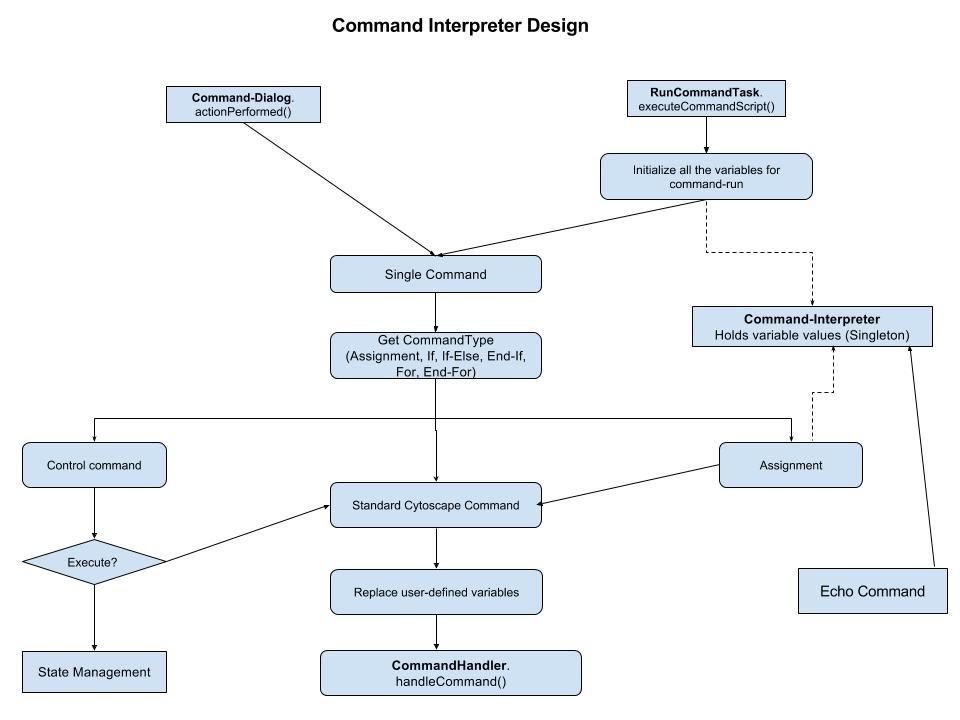 Command Interpreter Design
Command-Dialog.
actionPerformed()
RunCommandTask.
executeCommandScript()
Initialize all the variables for
command-run
Single Command
Command-Interpreter
Holds variable values (Singleton)
Get CommandType
(Assignment, If, If-Else, End-If,
For, End-For)
Control command
Assignment
Standard Cytoscape Command
Execute?
Replace user-defined variables
Echo Command
State Management
CommandHandler.
handleCommand()